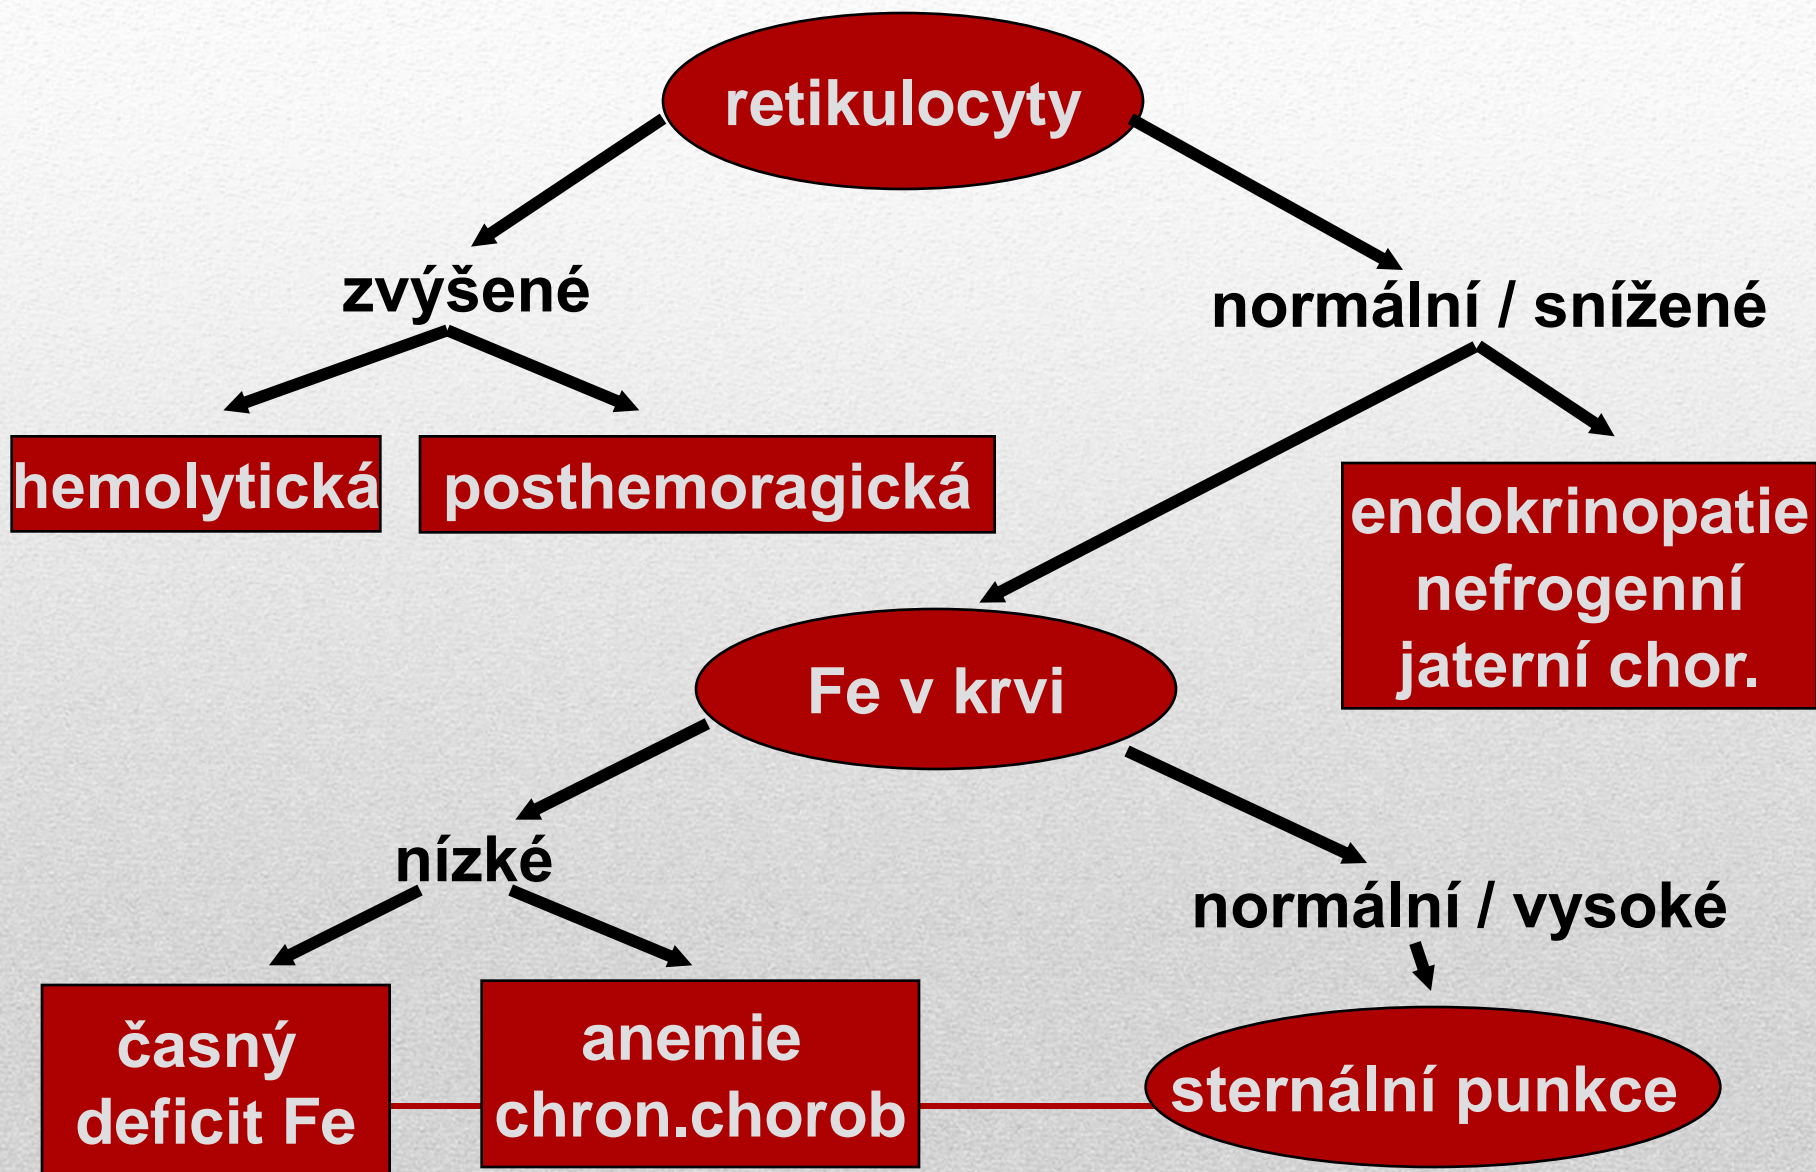 retikulocyty
zvýšené
normální / snížené
hemolytická
posthemoragická
endokrinopatie
nefrogenní
jaterní chor.
Fe v krvi
nízké
normální / vysoké
časný
deficit Fe
anemie
chron.chorob
sternální punkce